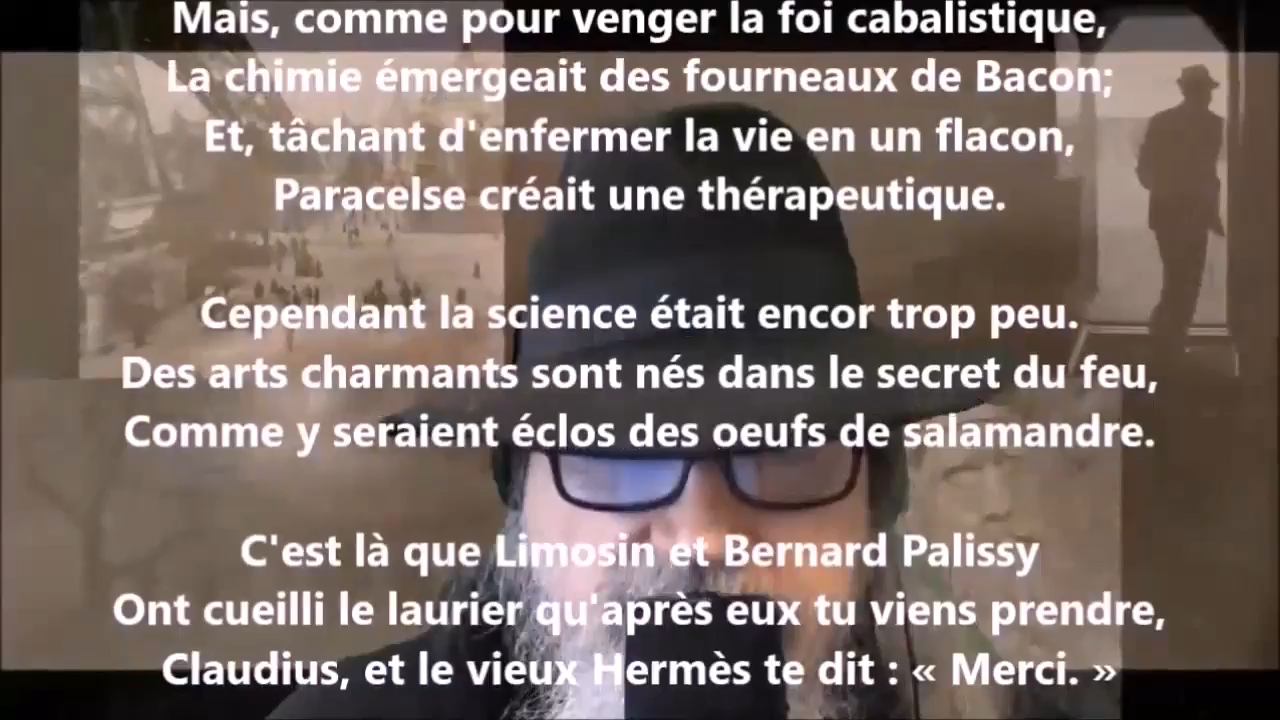 Mais, comme pour venger la foi cabalistique,
La chimie émergeait des fourneaux de Bacon;
Et, tâchant d'enfermer la vie en un flacon,
Paracelse créait une thérapeutique.
Cependant la science était encor trop peu.
Des arts charmants sont nés dans le secret du feu,
Comme y seraient éclos des oeufs de salamandre.
C'est là que Limosin et Bernard Palissy
Ont cueilli le laurier qu'après eux tu viens prendre,
Claudius, et le vieux Hermès te dit : « Merci. »